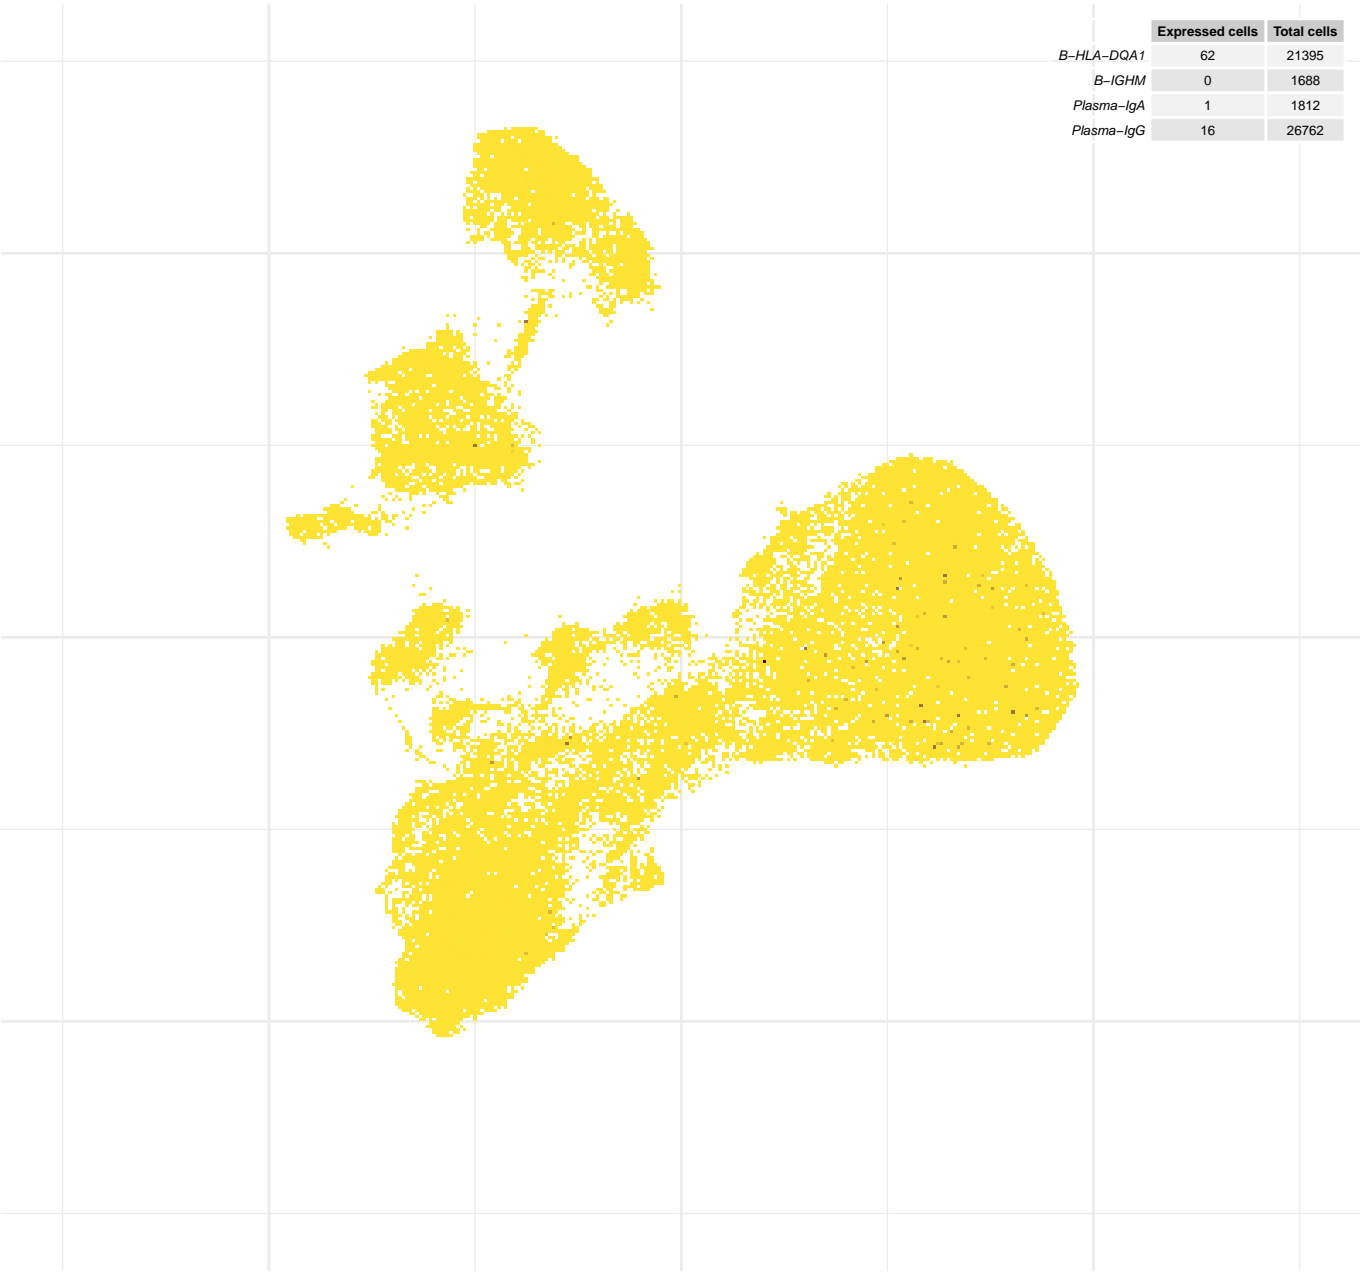 Expressed cells Total cells
B−HLA−DQA1 62 21395
B−IGHM 0 1688
Plasma−IgA 1 1812
Plasma−IgG 16 26762